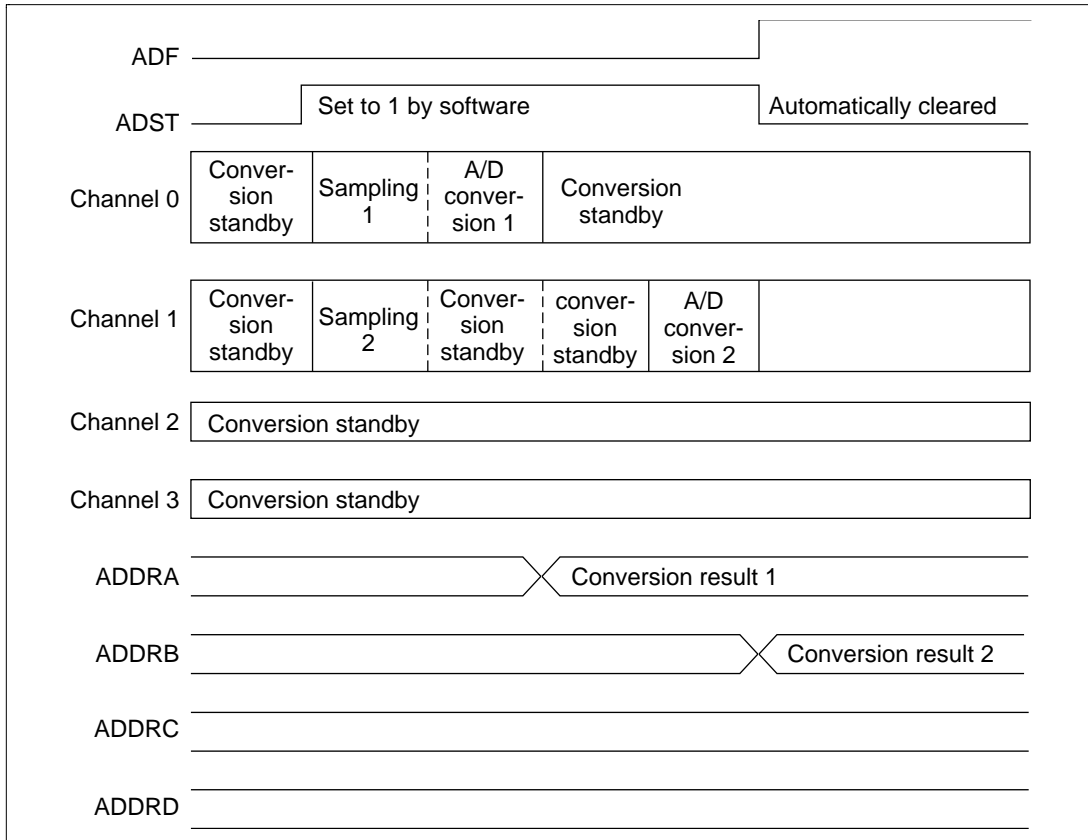 ADF
ADST
Set to 1 by software
Automatically cleared
Channel 0
Conver-
sion
standby
Sampling
1
A/D
conver-
sion 1
Conversion
standby
Channel 1
Conver-
sion
standby
Sampling
2
Conver-
sion
standby
conver-
sion
standby
A/D
conver-
sion 2
Channel 2
Conversion standby
Channel 3
Conversion standby
ADDRA
Conversion result 1
ADDRB
Conversion result 2
ADDRC
ADDRD